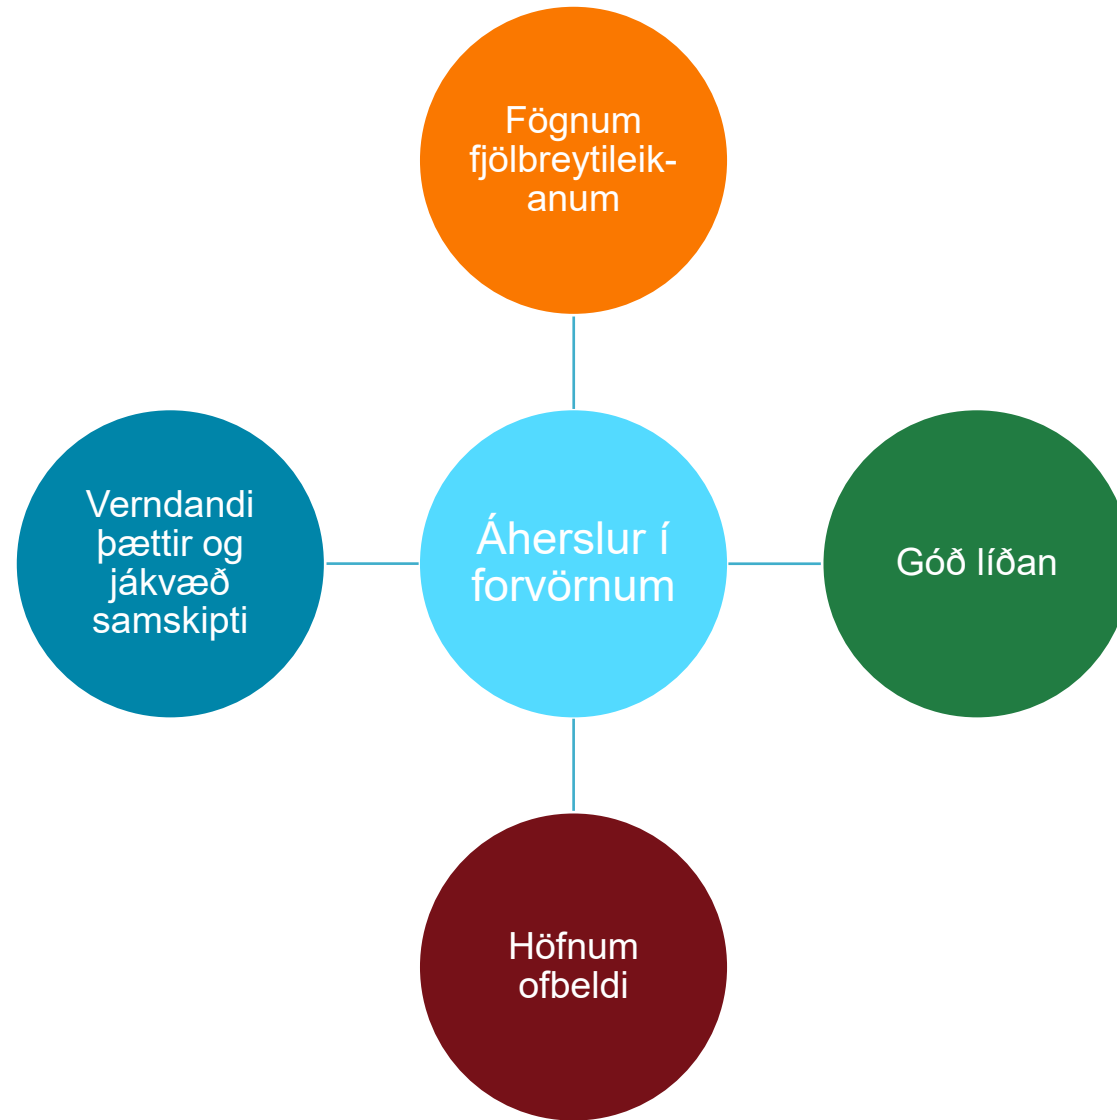 Fögnum
fjölbreytileik-
anum
Verndandi
þættir og
jákvæð
samskipti
Áherslur í
forvörnum
Góð líðan
Höfnum
ofbeldi